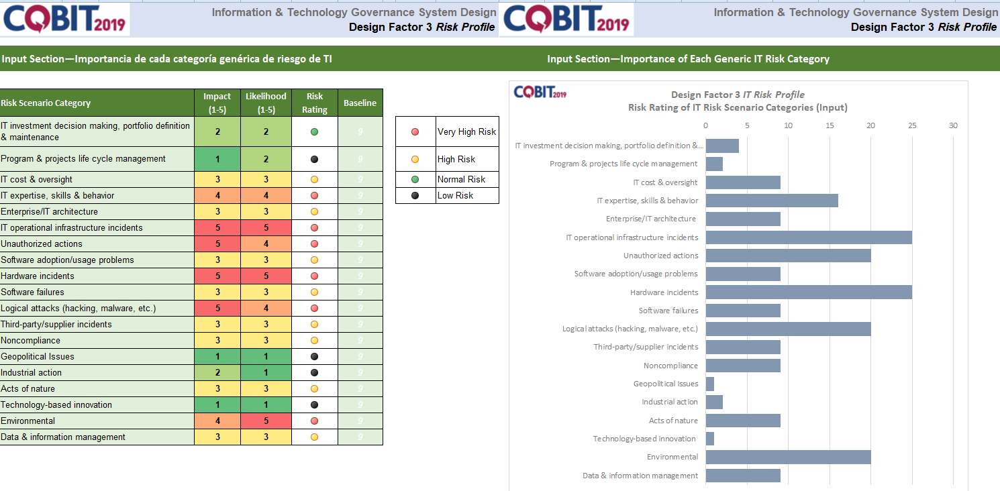 COBIT2019
Information & Technology Governance System Design
Design Factor 3 Risk Profile
COBIT2019
Information & Technology Governance System Design
Design Factor 3 Risk Profile
Input Section—Importancia de cada categoría genérica de riesgo de TI
Input Section—Importance of Each Generic IT Risk Category
Risk Scenario Category
Impact
(1-5)
Likelihood
(1-5)
Risk
Rating
Baseline
IT investment decision making, portfolio definition
& maintenance
2 2 9
Program & projects life cycle management 1 2 9
IT cost & oversight 3 3 9
IT expertise, skills & behavior 4 4 9
Enterprise/IT architecture 3 3 9
IT operational infrastructure incidents 5 5 9
Unauthorized actions 5 4 9
Software adoption/usage problems 3 3 9
Hardware incidents 5 5 9
Software failures 3 3 9
Logical attacks (hacking, malware, etc.) 5 4 9
Third-party/supplier incidents 3 3 9
Noncompliance 3 3 9
Geopolitical Issues 1 1 9
Industrial action 2 1 9
Acts of nature 3 3 9
Technology-based innovation 1 1 9
Environmental 4 5 9
Data & information management 3 3 9
Very High Risk
High Risk
Normal Risk
Low Risk
COBIT2019
Design Factor 3 IT Risk Profile
Risk Rating of IT Risk Scenario Categories (Input)
0 5 10 15 20 25 30
IT investment decision making, portfolio definition &...
Program & projects life cycle management
IT cost & oversight
IT expertise, skills & behavior
Enterprise/IT architecture
IT operational infrastructure incidents
Unauthorized actions
Software adoption/usage problems
Hardware incidents
Software failures
Logical attacks (hacking, malware, etc.)
Third-party/supplier incidents
Noncompliance
Geopolitical Issues
Industrial action
Acts of nature
Technology-based innovation
Environmental
Data & information management